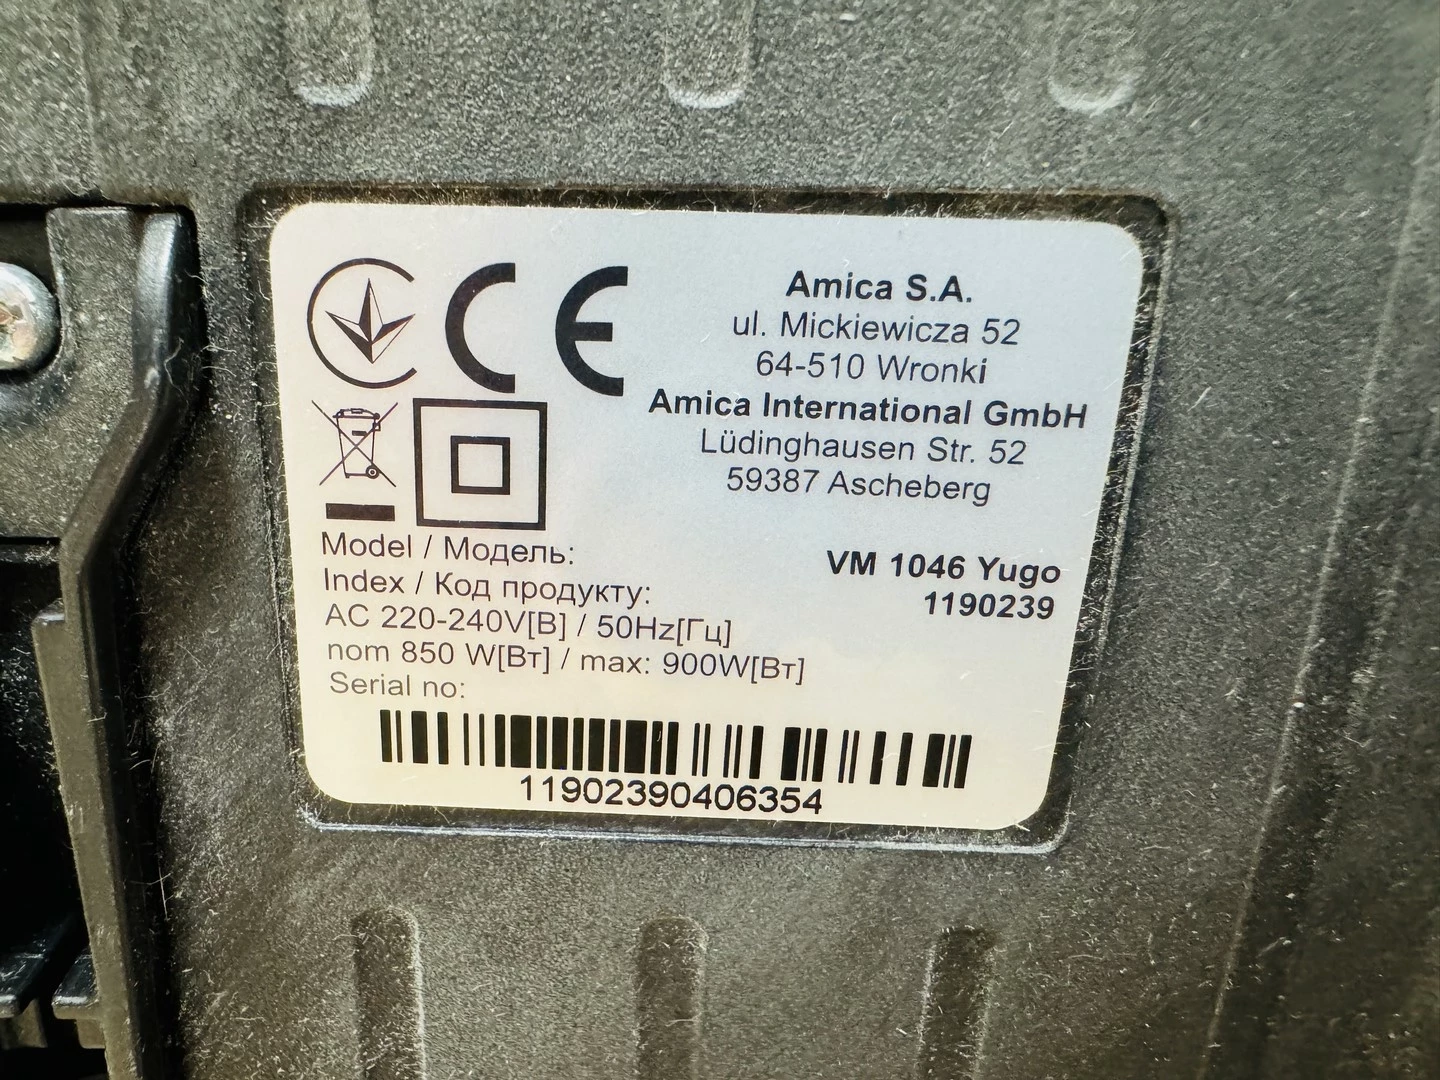 Amica S.A.
ul. Mickiewicza 52
64-510 Wronki
Amica International GmbH
Lüdinghausen Str. 52
59387 Ascheberg
Model / Модель: VM 1046 Yugo
Index / Код продукту: 1190239
AC 220-240V[В] / 50Hz[Гц]
nom 850 W[Вт] / max: 900W[Вт]
Serial no:
11902390406354